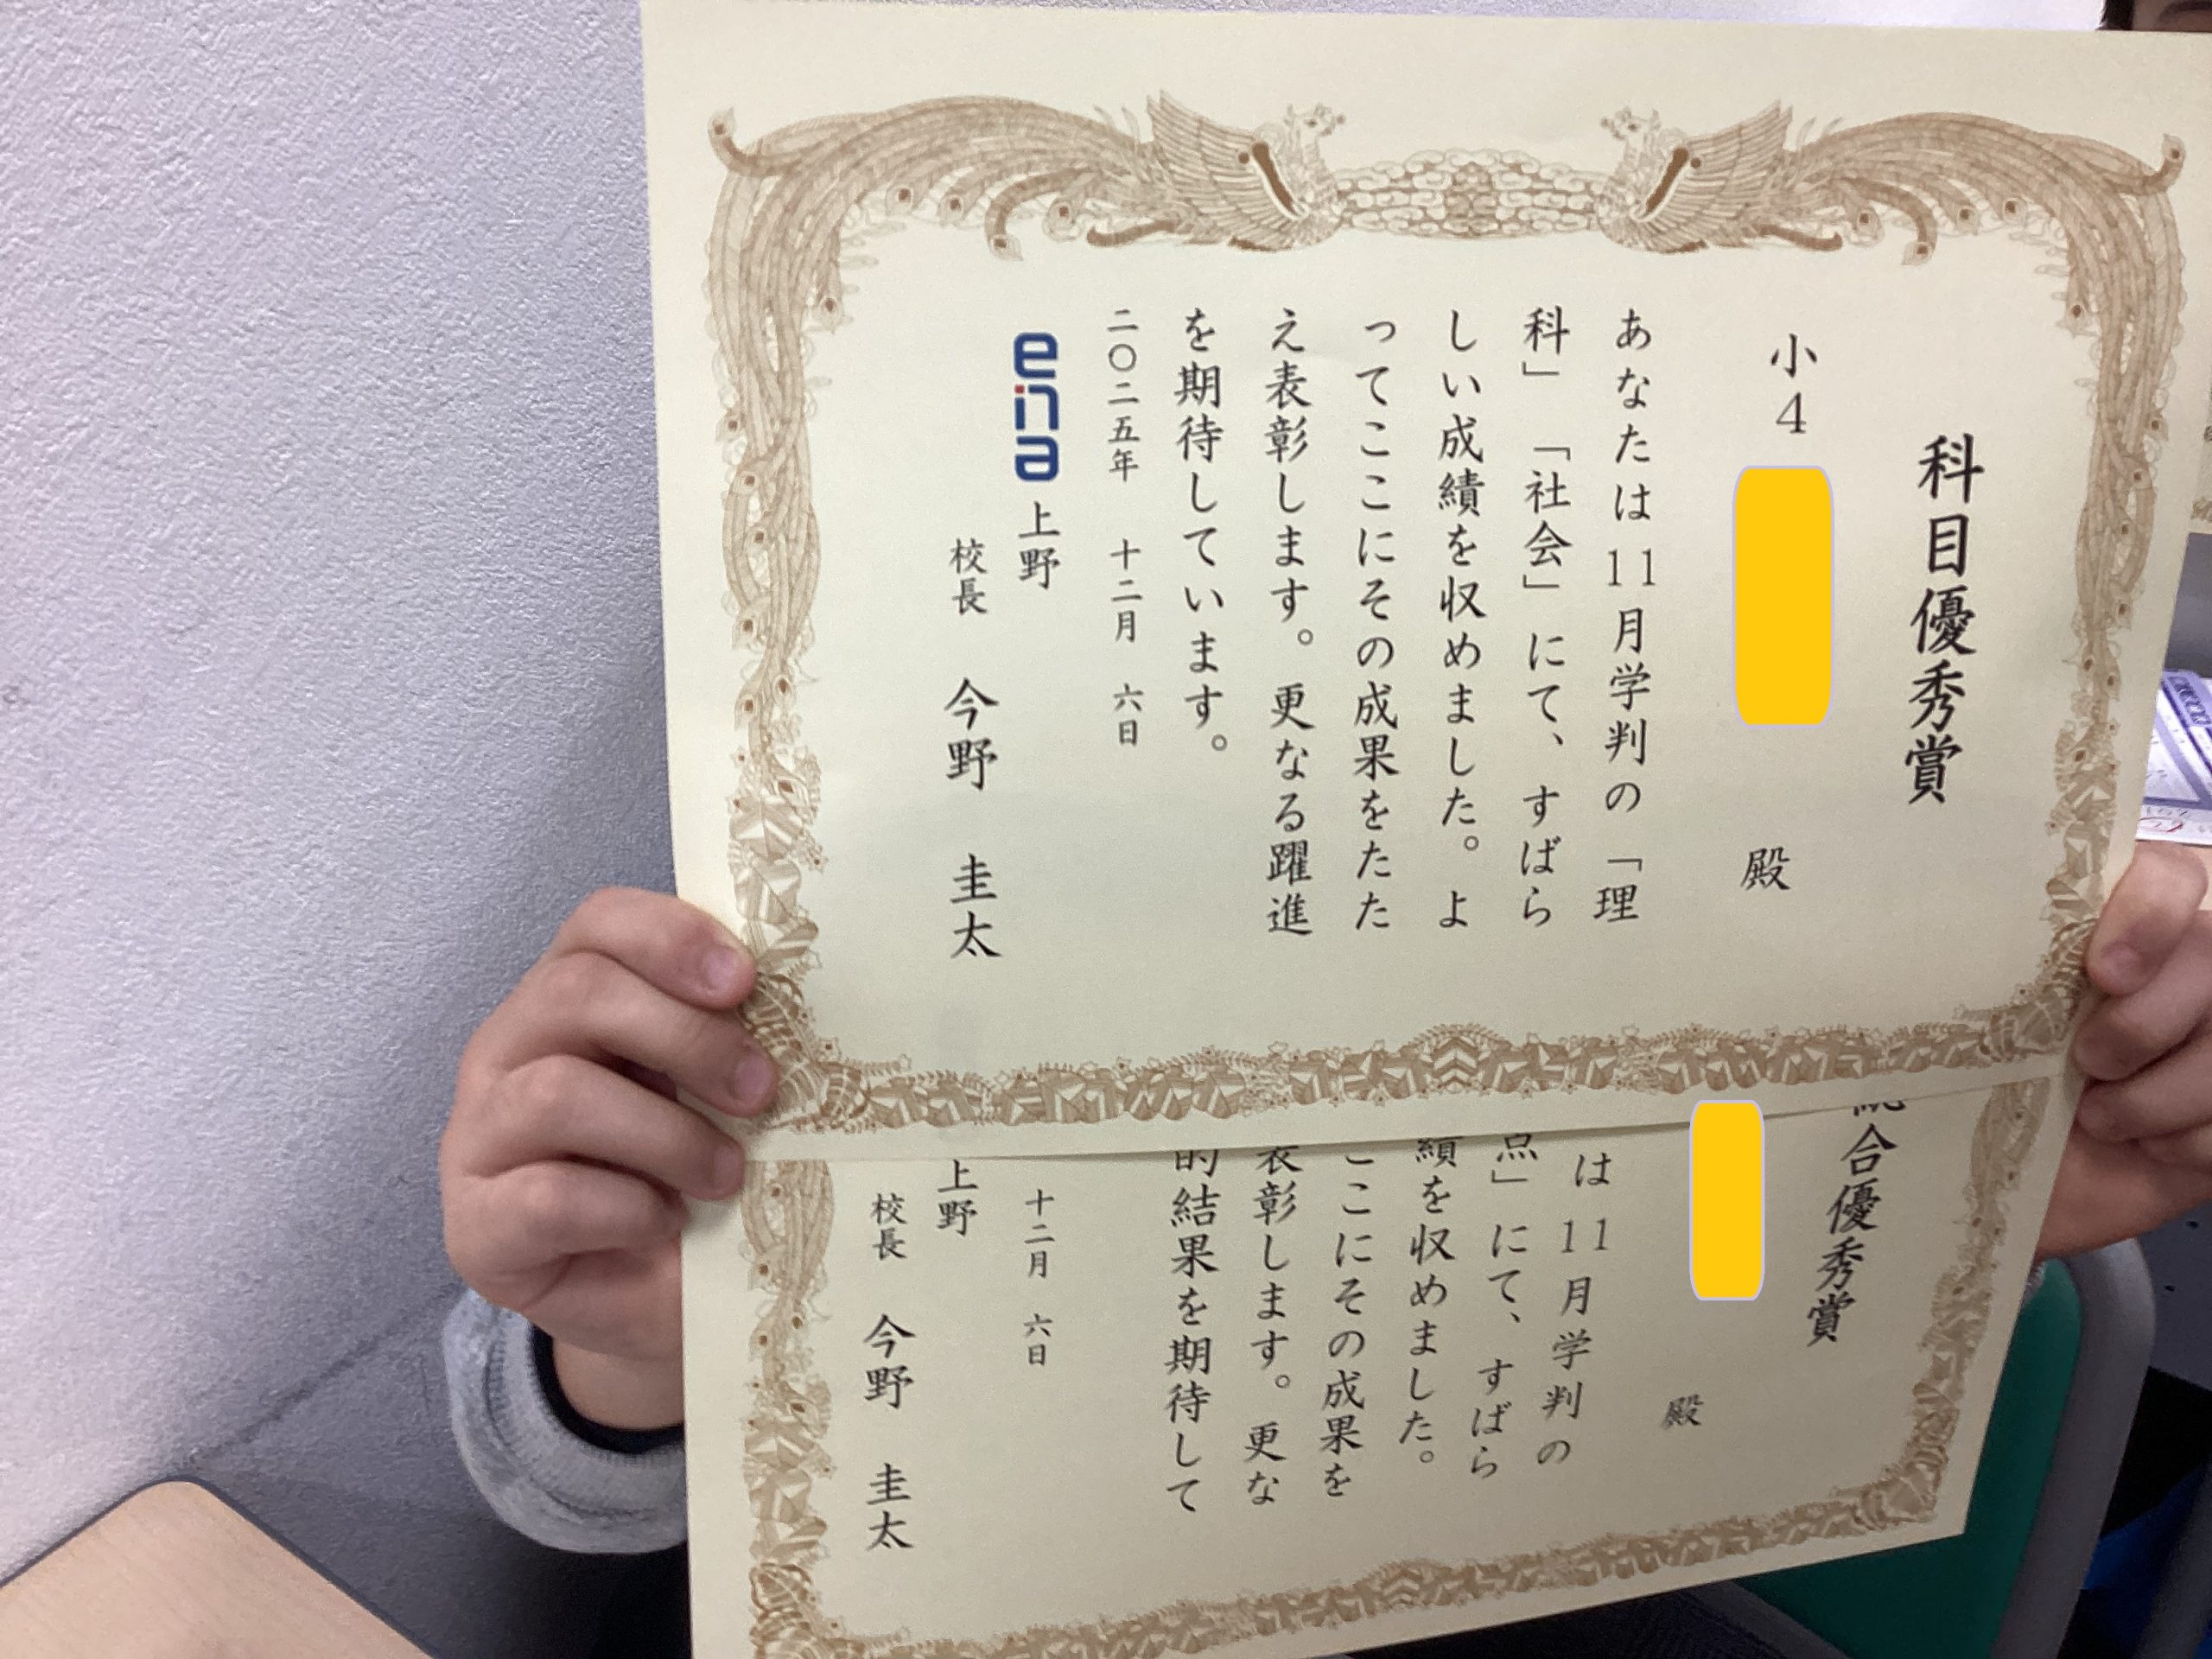 科目優秀賞
小4
殿
あなたは11月学判の「理
科」「社会」にて、すばら
しい成績を収めました。よ
ってここにその成果をたた
え表彰します。更なる躍進
を期待しています。
二〇二五年 十二月 六日
ena上野
校長 今野 圭太
合優秀賞
殿
は11月学判の
点」にて、すばら
績を収めました。
こにその成果を
表彰します。更な
的結果を期待して
十二月 六日
上野
校長 今野 圭太